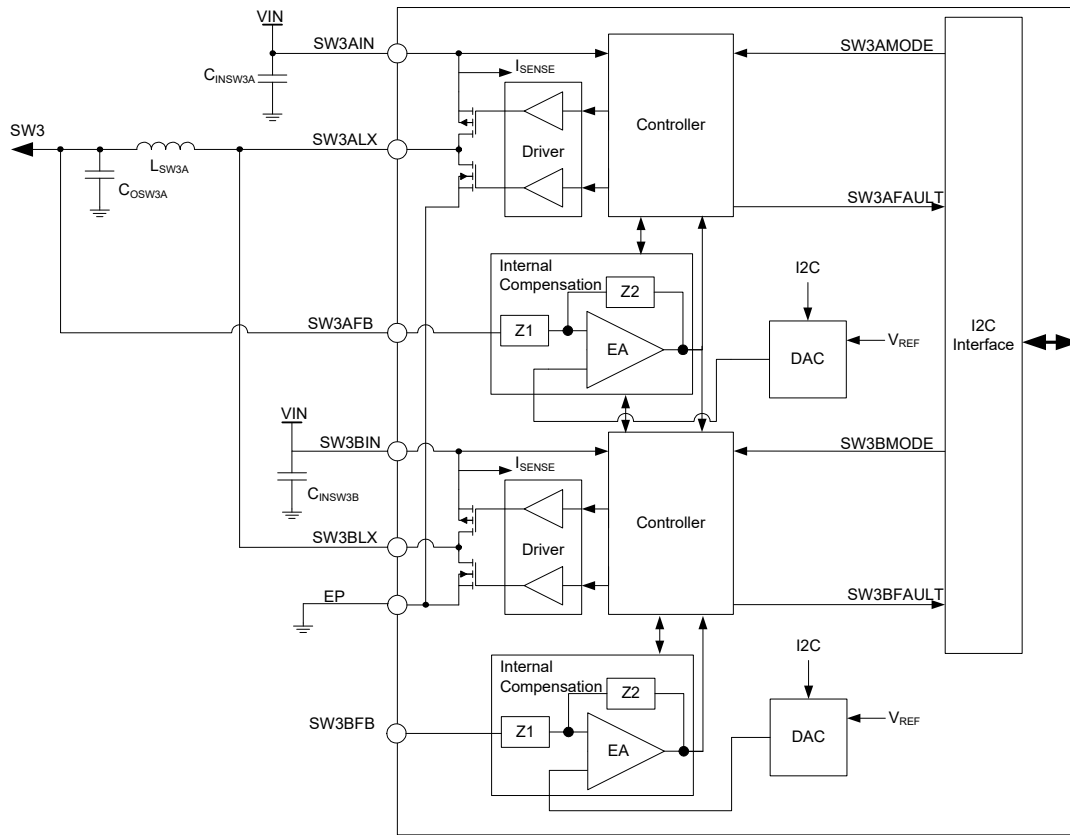 VIN
SW3AIN
SW3AMODE
CINSW3A
ISENSE
Controller
SW3
SW3ALX
Driver
LSW3A
COSW3A
SW3AFAULT
Internal
Compensation
Z2
I2C
SW3AFB
Z1
EA
DAC
VREF
I2C
Interface
VIN
SW3BIN
SW3BMODE
CINSW3B
ISENSE
Controller
SW3BLX
Driver
EP
SW3BFAULT
Internal
Compensation
Z2
I2C
SW3BFB
Z1
EA
DAC
VREF